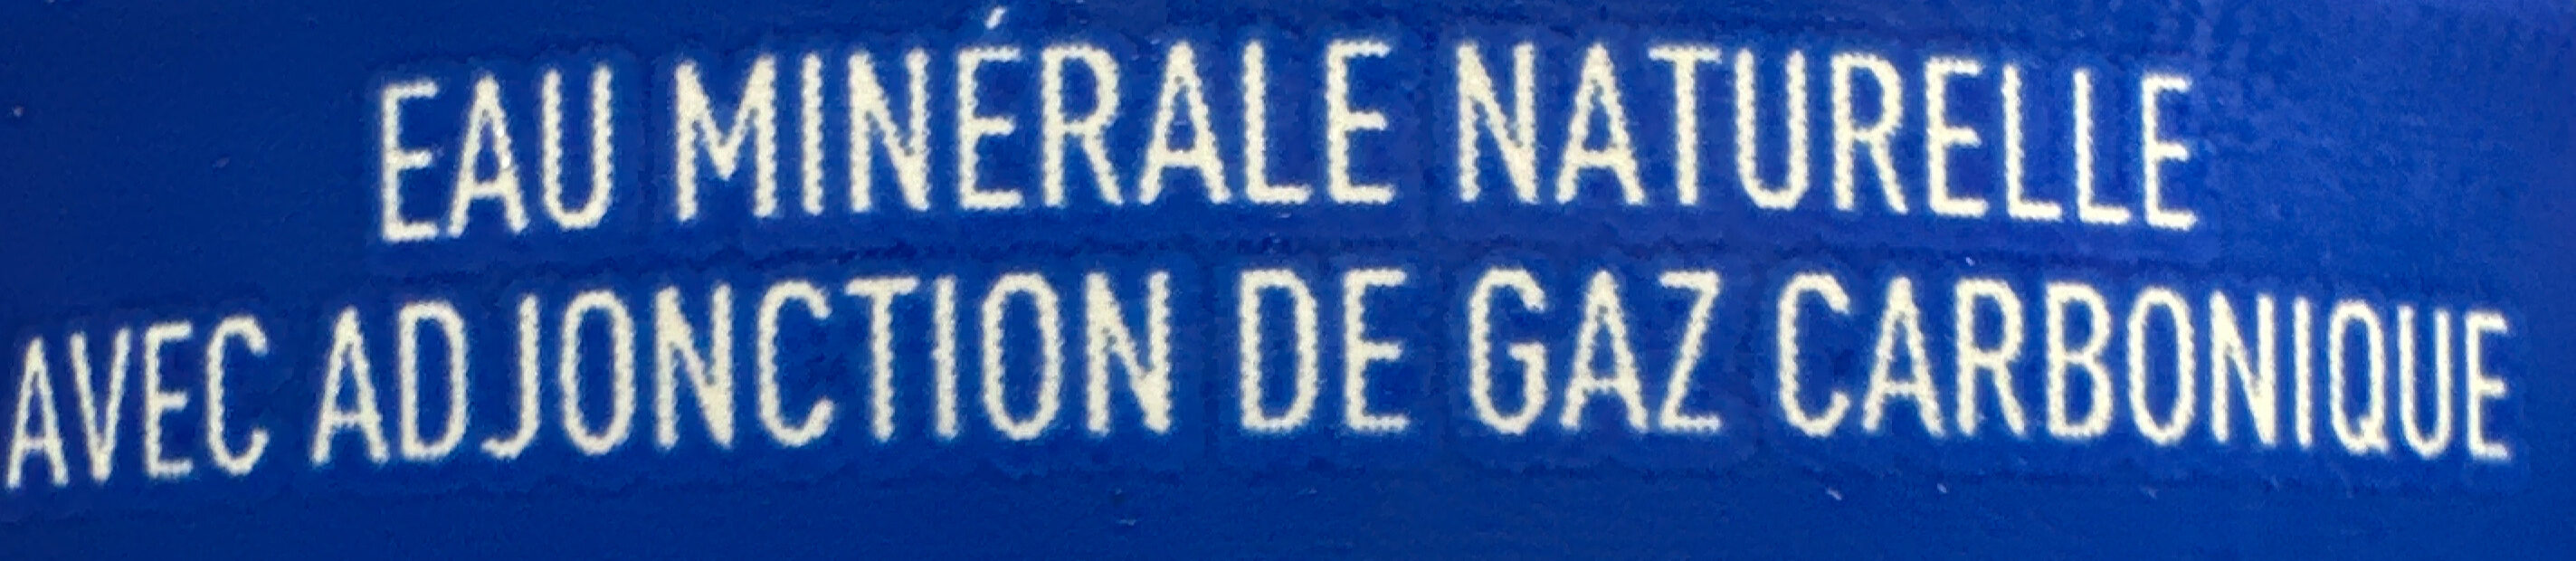 EAU MINÉRALE NATURELLE
AVEC ADJONCTION DE GAZ CARBONIQUE